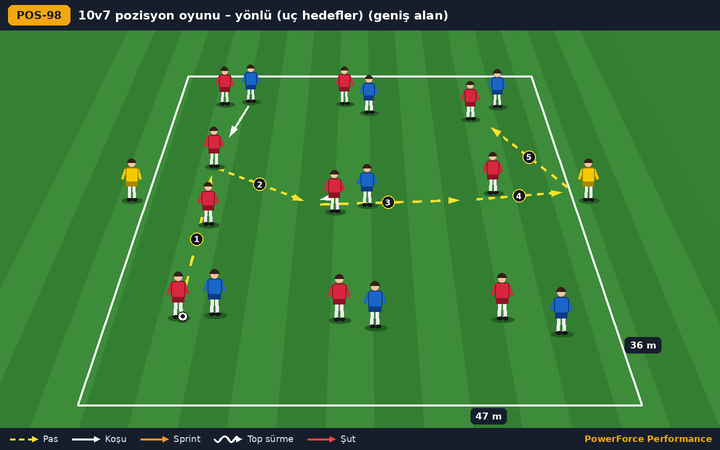 POS-98 10v7 pozisyon oyunu – yönlü (uç hedefler) (geniş alan)
5
2
3
4
1
36 m
47 m
Pas Koşu Sprint Top sürme Şut PowerForce Performance